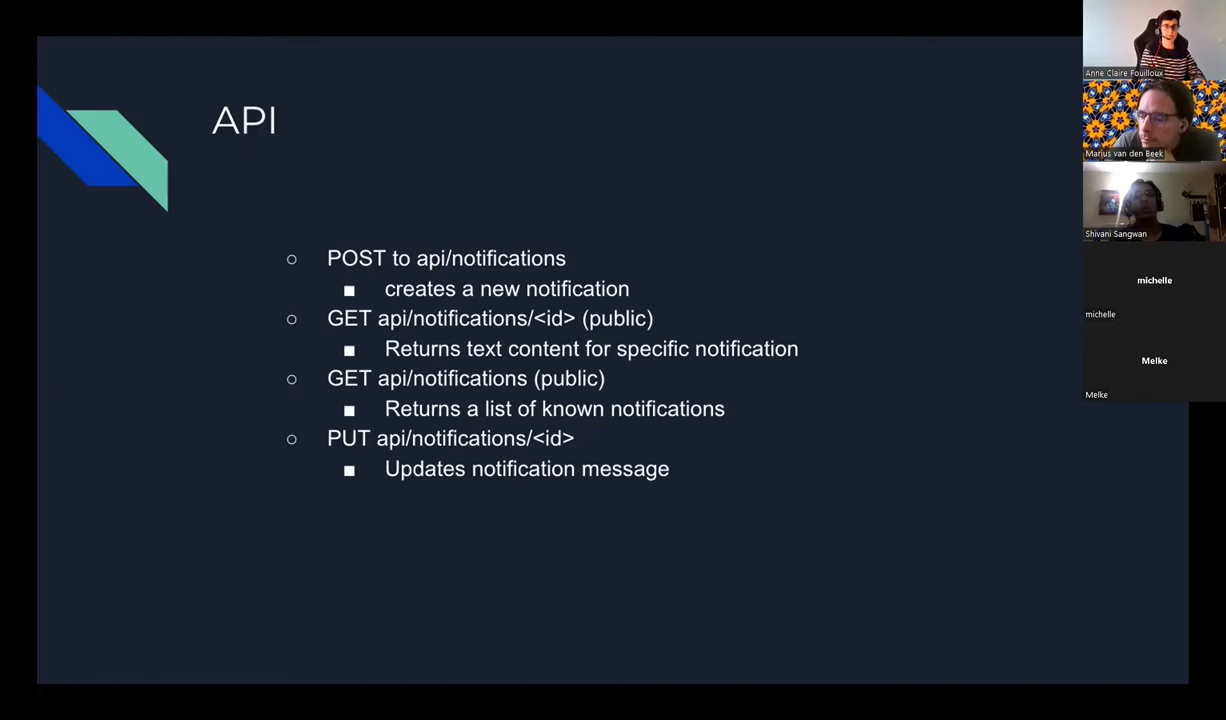 API
POST to api/notifications
creates a new notification
GET api/notifications/<id> (public)
Returns text content for specific notification
GET api/notifications (public)
Returns a list of known notifications
PUT api/notifications/<id>
Updates notification message
Anne Claire Fouilloux
Marius van den Beek
Shivani Sangwan
michelle
michelle
Melke
Melke